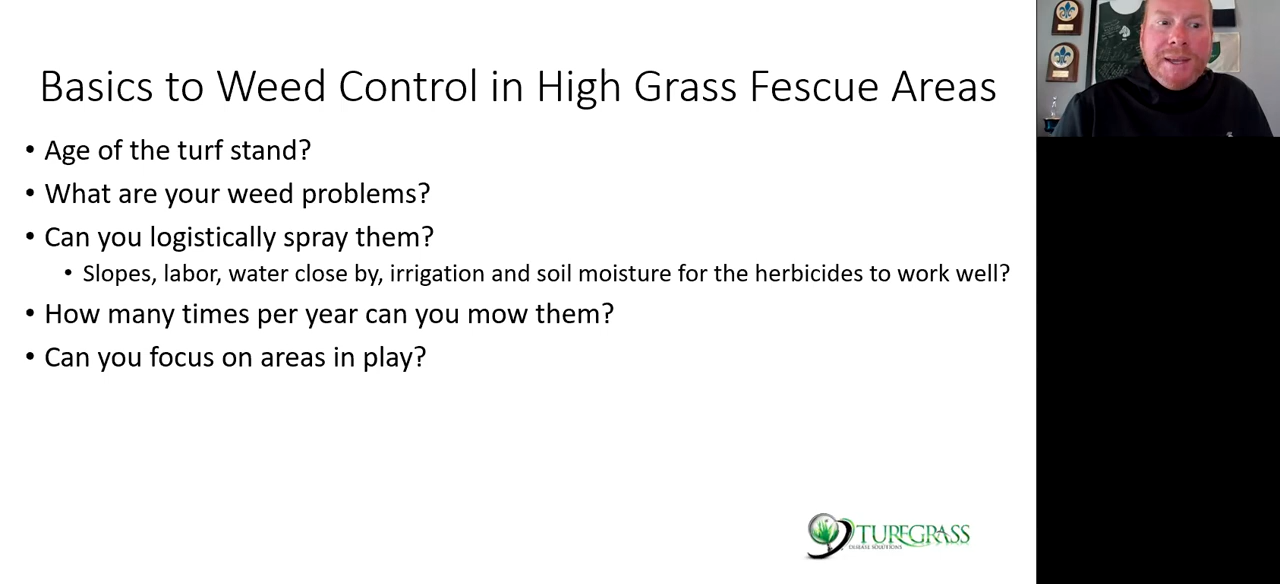 Basics to Weed Control in High Grass Fescue Areas
• Age of the turf stand?
• What are your weed problems?
• Can you logistically spray them?
• Slopes, labor, water close by, irrigation and soil moisture for the herbicides to work well?
• How many times per year can you mow them?
• Can you focus on areas in play?
TURFGRASS
DISEASE SOLUTIONS